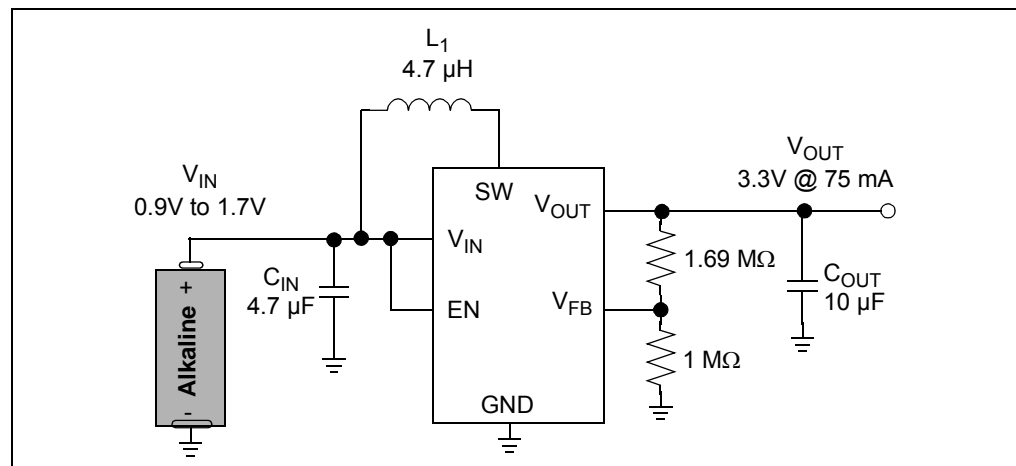 L1
4.7 µH
VIN
0.9V to 1.7V
VOUT
3.3V @ 75 mA
SW
VOUT
VIN
1.69 MΩ
CIN
4.7 µF
COUT
10 µF
EN
VFB
1 MΩ
GND
+
Alkaline
-